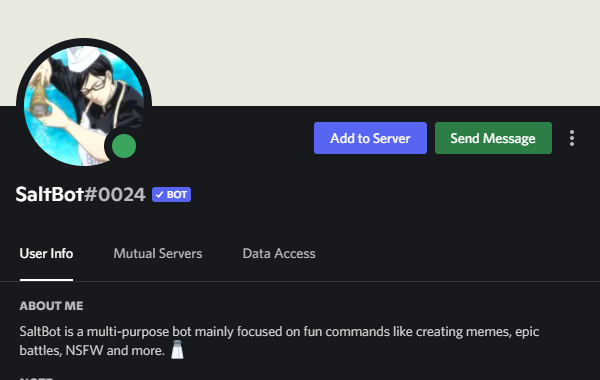 Add to Server
Send Message
SaltBot#0024
BOT
User Info
Mutual Servers
Data Access
ABOUT ME
SaltBot is a multi-purpose bot mainly focused on fun commands like creating memes, epic
battles, NSFW and more.
NOTE